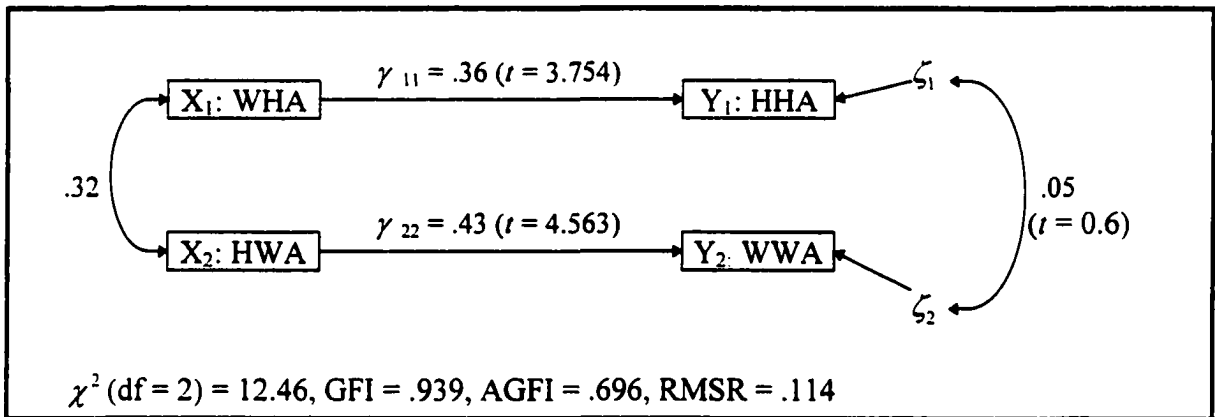 γ 11 = .36 (t = 3.754)
X1: WHA
Y1: HHA
ζ1
.32
.05
(t = 0.6)
γ 22 = .43 (t = 4.563)
X2: HWA
Y2: WWA
ζ2
χ² (df = 2) = 12.46, GFI = .939, AGFI = .696, RMSR = .114